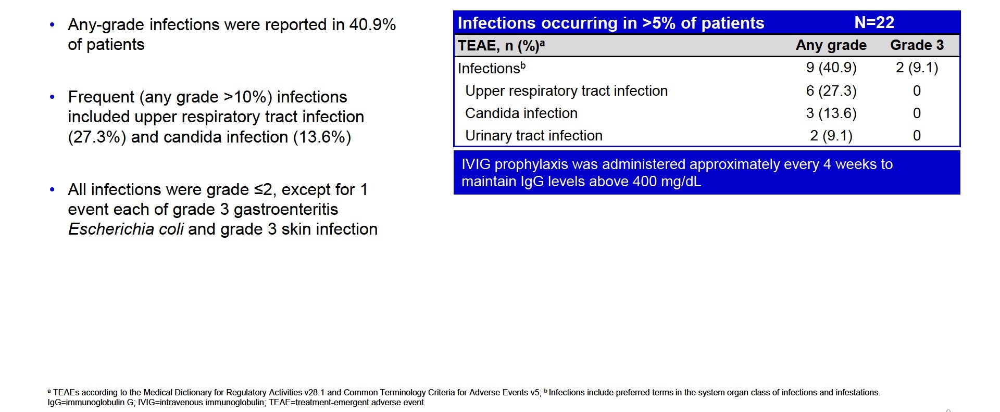 • Any-grade infections were reported in 40.9%
of patients
• Frequent (any grade >10%) infections
included upper respiratory tract infection
(27.3%) and candida infection (13.6%)
• All infections were grade ≤2, except for 1
event each of grade 3 gastroenteritis
Escherichia coli and grade 3 skin infection
Infections occurring in >5% of patients N=22
TEAE, n (%)ᵃ Any grade Grade 3
Infectionsᵇ 9 (40.9) 2 (9.1)
Upper respiratory tract infection 6 (27.3) 0
Candida infection 3 (13.6) 0
Urinary tract infection 2 (9.1) 0
IVIG prophylaxis was administered approximately every 4 weeks to
maintain IgG levels above 400 mg/dL
ᵃ TEAEs according to the Medical Dictionary for Regulatory Activities v28.1 and Common Terminology Criteria for Adverse Events v5; ᵇ Infections include preferred terms in the system organ class of infections and infestations.
IgG=immunoglobulin G; IVIG=intravenous immunoglobulin; TEAE=treatment-emergent adverse event